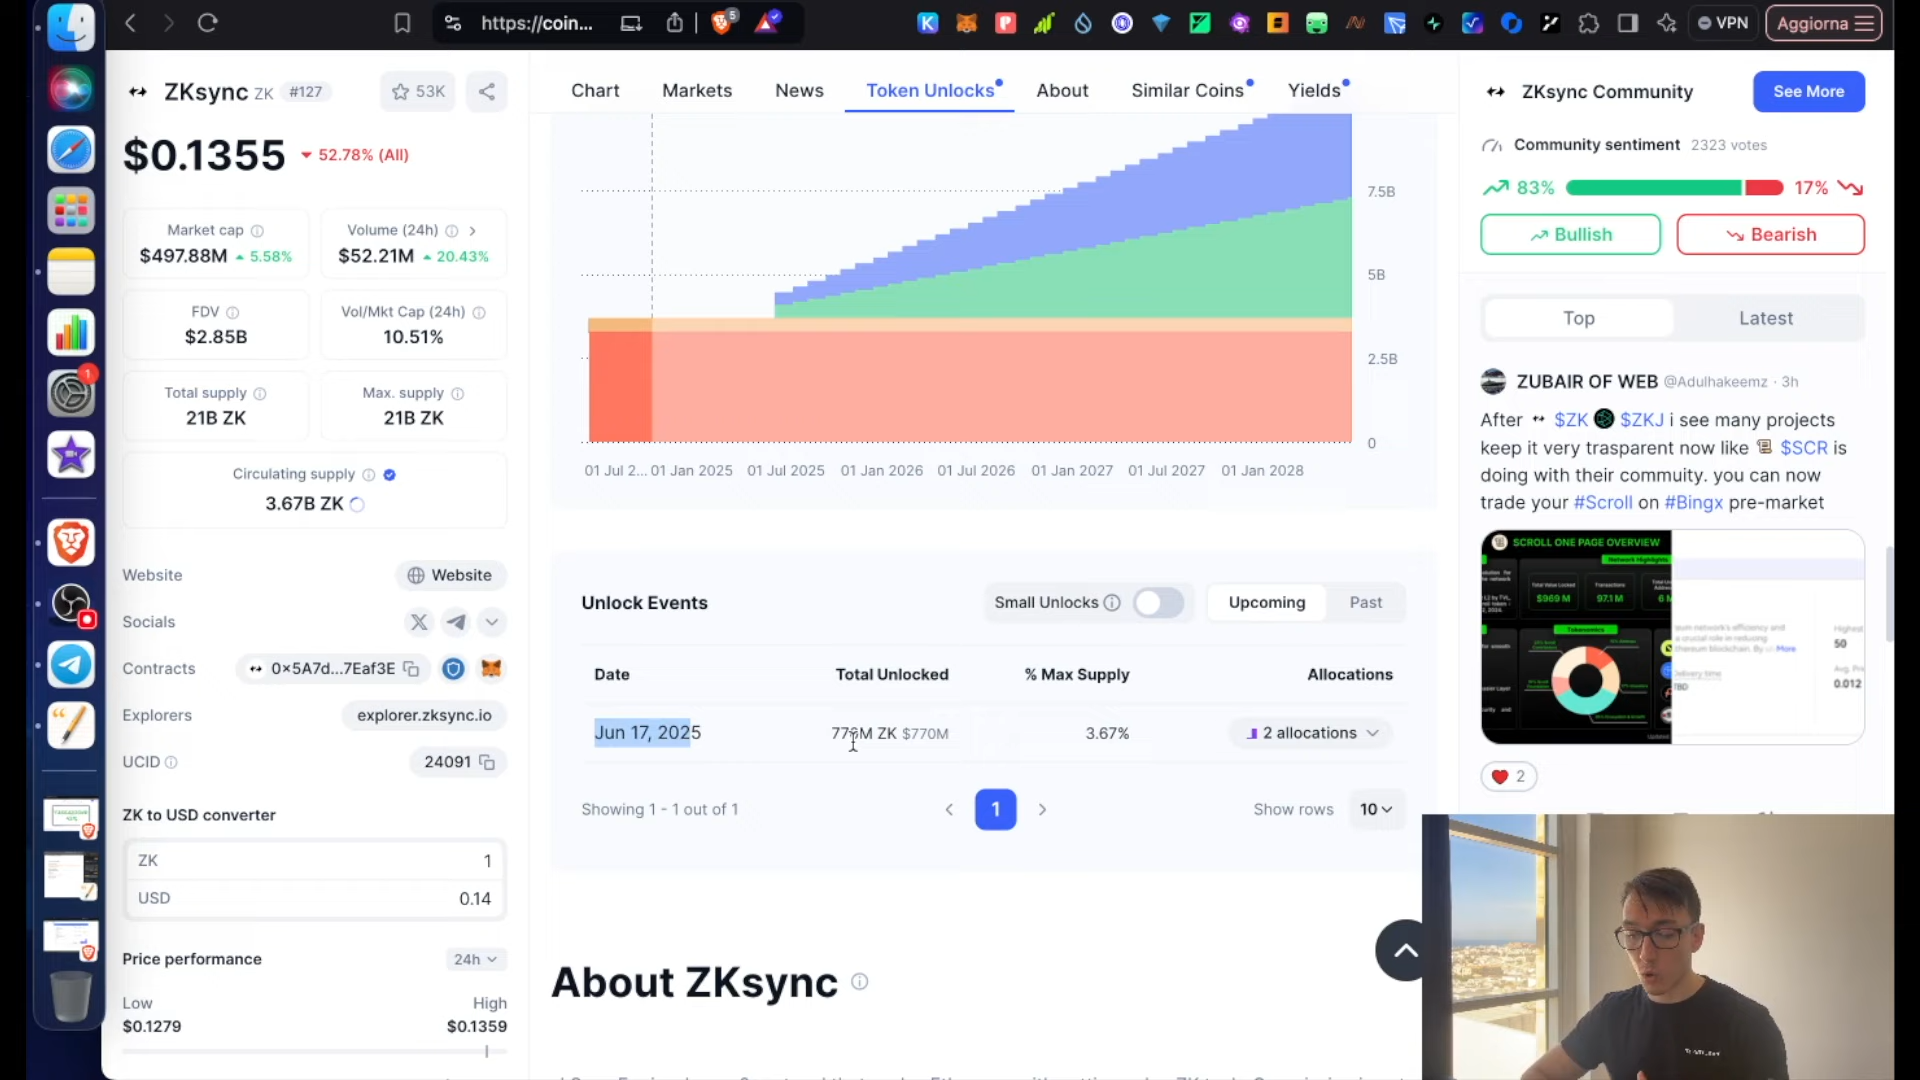 https://coin...
VPN
Aggiorna
ZKsync ZK #127
53K
$0.1355
52.78% (All)
Market cap
$497.88M 5.58%
Volume (24h)
$52.21M 20.43%
FDV
$2.85B
Vol/Mkt Cap (24h)
10.51%
Total supply
21B ZK
Max. supply
21B ZK
Circulating supply
3.67B ZK
Website
Website
Socials
Contracts
0x5A7d...7Eaf3E
Explorers
explorer.zksync.io
UCID
24091
ZK to USD converter
ZK
1
USD
0.14
Price performance
24h
Low
High
$0.1279
$0.1359
Chart
Markets
News
Token Unlocks
About
Similar Coins
Yields
7.5B
5B
2.5B
0
01 Jul 2... 01 Jan 2025 01 Jul 2025 01 Jan 2026 01 Jul 2026 01 Jan 2027 01 Jul 2027 01 Jan 2028
Unlock Events
Small Unlocks
Upcoming
Past
Date
Total Unlocked
% Max Supply
Allocations
Jun 17, 2025
ZK $770M
3.67%
2 allocations
Showing 1 - 1 out of 1
1
Show rows
10
About ZKsync
ZKsync Community
See More
Community sentiment 2323 votes
83%
17%
Bullish
Bearish
Top
Latest
ZUBAIR OF WEB @Adulhakeemz · 3h
After $ZK $ZKJ i see many projects
keep it very trasparent now like $SCR is
doing with their commuity. you can now
trade your #Scroll on #Bingx pre-market
SCROLL ONE PAGE OVERVIEW
$969 M
97.1M
Tokenomics
More
50
0.012
2